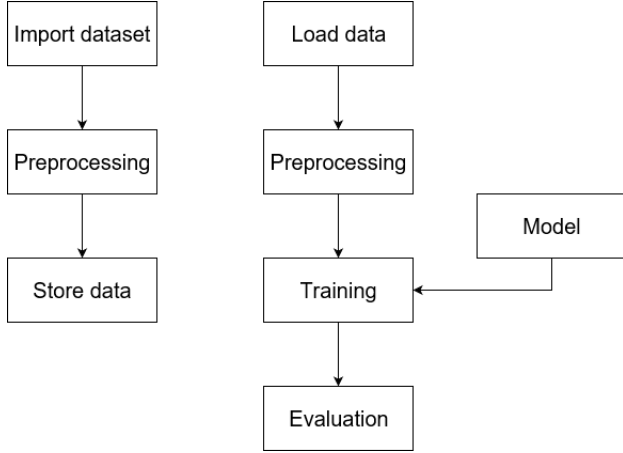 Import dataset
Load data
Preprocessing
Preprocessing
Model
Store data
Training
Evaluation